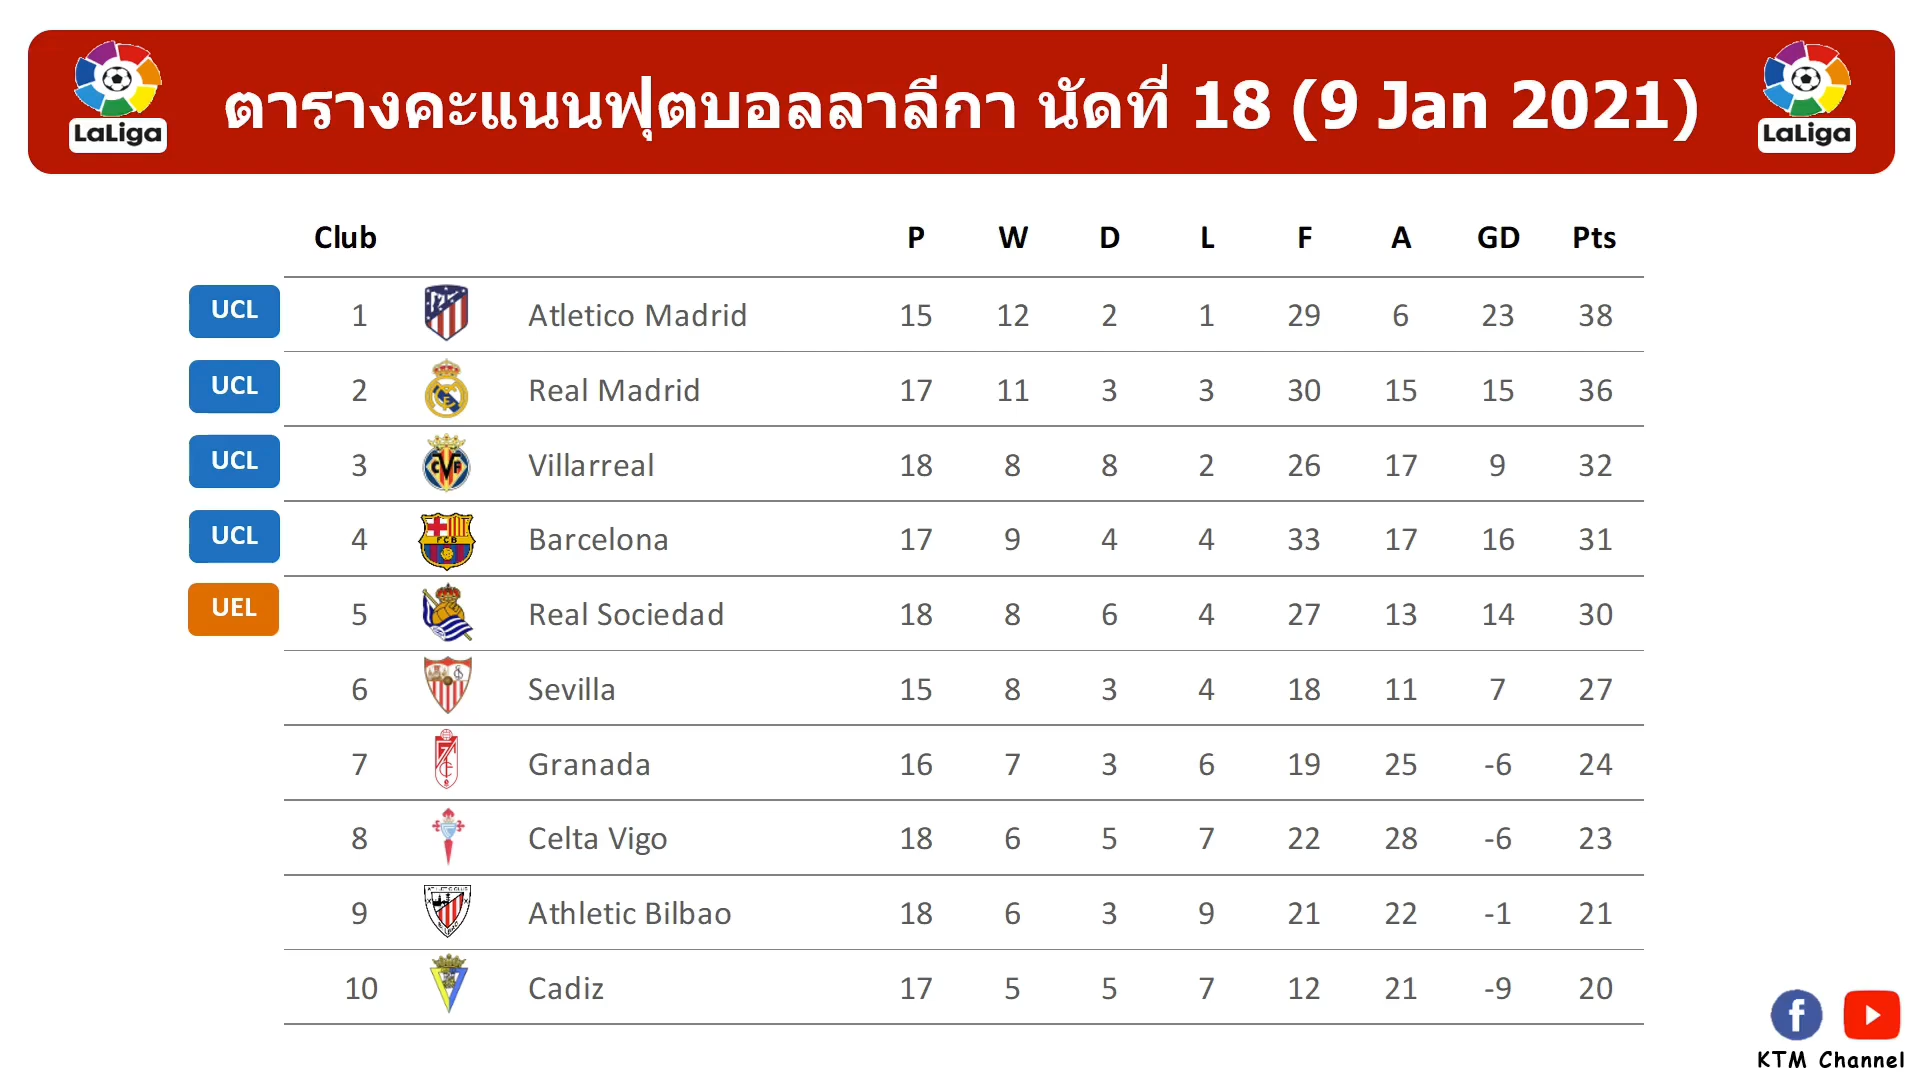 LaLiga
ตารางคะแนนฟุตบอลลาลีกา นัดที่ 18 (9 Jan 2021)
LaLiga
Club P W D L F A GD Pts
UCL 1 Atletico Madrid 15 12 2 1 29 6 23 38
UCL 2 Real Madrid 17 11 3 3 30 15 15 36
UCL 3 Villarreal 18 8 8 2 26 17 9 32
UCL 4 Barcelona 17 9 4 4 33 17 16 31
UEL 5 Real Sociedad 18 8 6 4 27 13 14 30
6 Sevilla 15 8 3 4 18 11 7 27
7 Granada 16 7 3 6 19 25 -6 24
8 Celta Vigo 18 6 5 7 22 28 -6 23
9 Athletic Bilbao 18 6 3 9 21 22 -1 21
10 Cadiz 17 5 5 7 12 21 -9 20
KTM Channel